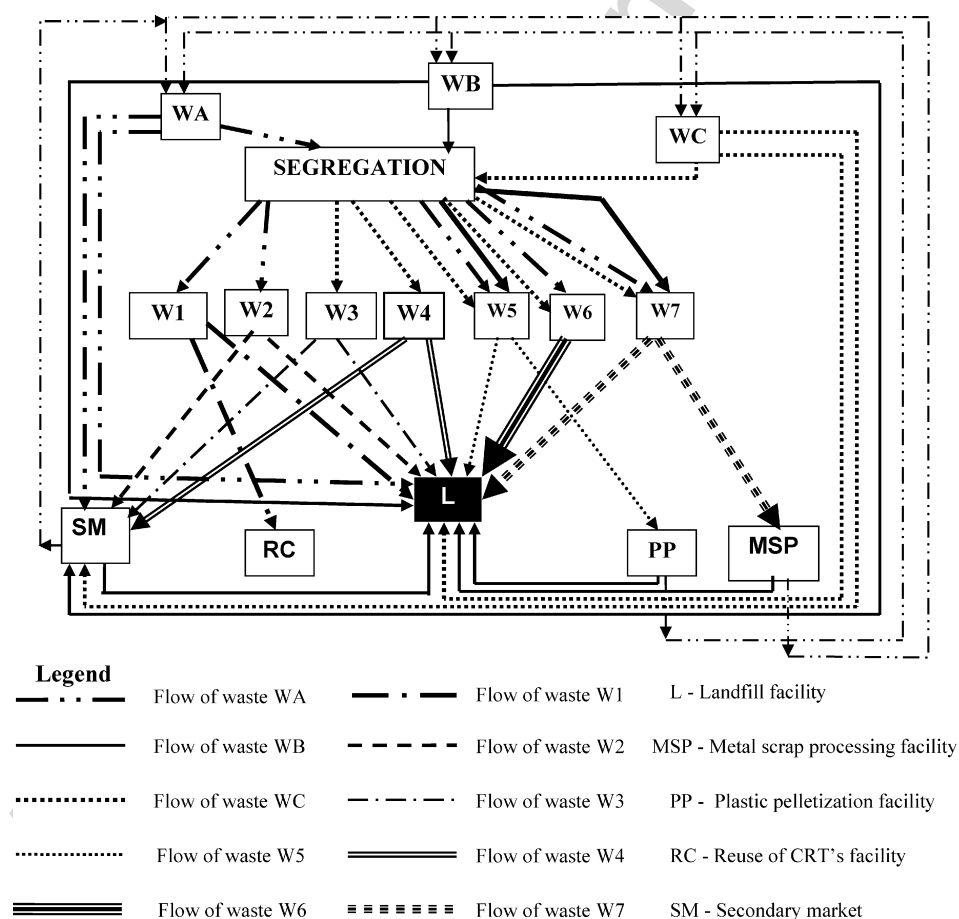 WB
WA
WC
SEGREGATION
W1 W2 W3 W4 W5 W6 W7
L
SM
RC
PP
MSP
Legend
Flow of waste WA Flow of waste W1 L - Landfill facility
Flow of waste WB Flow of waste W2 MSP - Metal scrap processing facility
Flow of waste WC Flow of waste W3 PP - Plastic pelletization facility
Flow of waste W5 Flow of waste W4 RC - Reuse of CRT's facility
Flow of waste W6 Flow of waste W7 SM - Secondary market